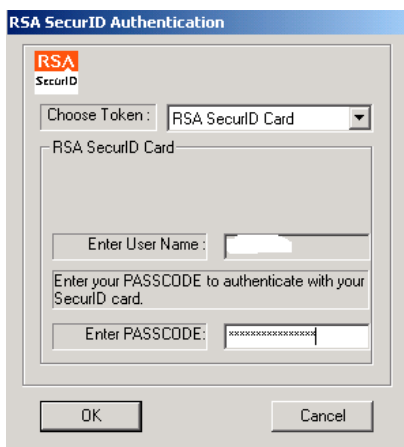 RSA SecurID Authentication
RSA
SecurID
Choose Token :
RSA SecurID Card
RSA SecurID Card
Enter User Name :
Enter your PASSCODE to authenticate with your
SecurID card.
Enter PASSCODE:
xxxxxxxxxxxxxxxx
OK
Cancel